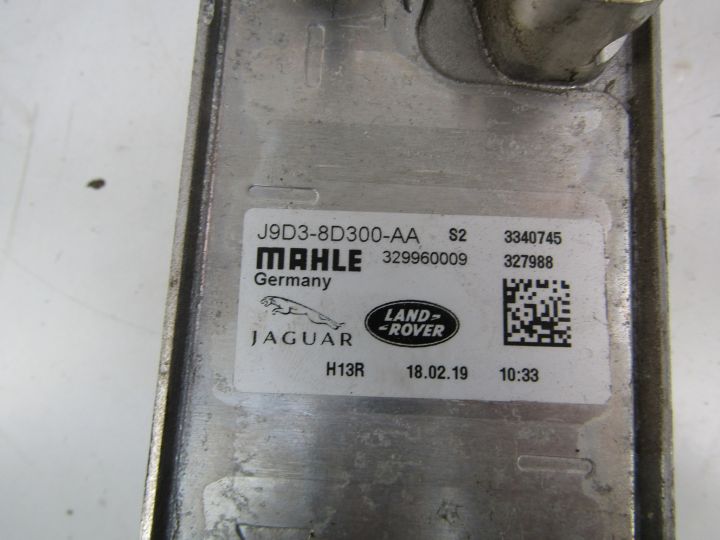 J9D3-8D300-AA S2 3340745
MAHLE 329960009 327988
Germany
JAGUAR
LAND-
-ROVER
H13R 18.02.19 10:33